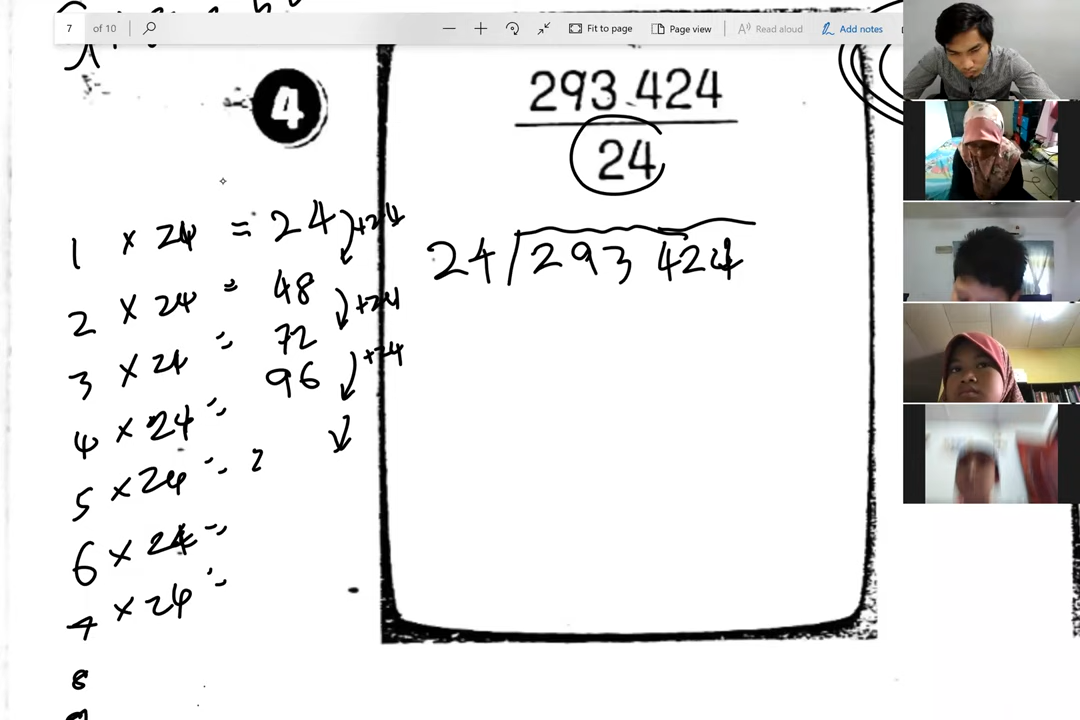 7 of 10 Fit to page Page view Read aloud Add notes
4
293 424
24
24 293 424
1 × 24 = 24 +24
2 × 24 = 48 +24
3 × 24 = 72 +24
4 × 24 = 96
5 × 24 = 2
6 × 24 =
7 × 24 =
8